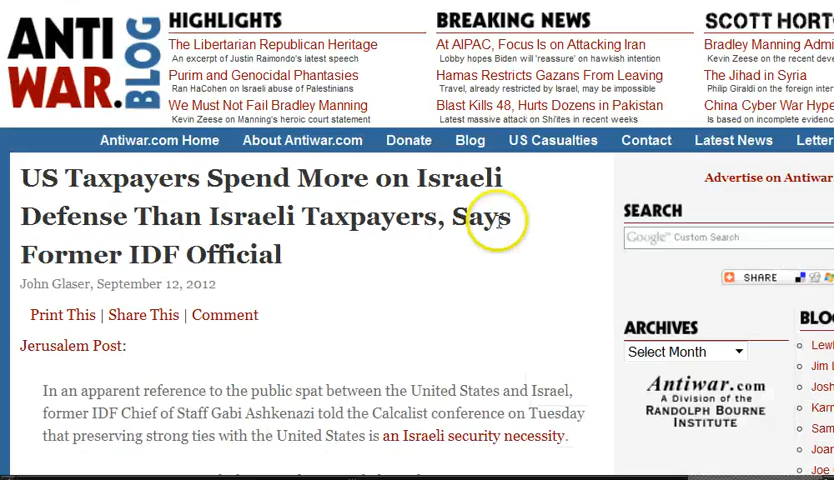 ANTI
WAR.
BLOG
HIGHLIGHTS
The Libertarian Republican Heritage
An excerpt of Justin Raimondo's latest speech
Purim and Genocidal Phantasies
Ran HaCohen on Israeli abuse of Palestinians
We Must Not Fail Bradley Manning
Kevin Zeese on Manning's heroic court statement
BREAKING NEWS
At AIPAC, Focus Is on Attacking Iran
Lobby hopes Biden will 'reassure' on hawkish intention
Hamas Restricts Gazans From Leaving
Travel, already restricted by Israel, may be impossible
Blast Kills 48, Hurts Dozens in Pakistan
Latest massive attack on Shi'ites in recent weeks
SCOTT HORT
Bradley Manning Admi
Kevin Zeese on the recent deve
The Jihad in Syria
Philip Giraldi on the foreign inter
China Cyber War Hype
Is based on incomplete evidenc
Antiwar.com Home About Antiwar.com Donate Blog US Casualties Contact Latest News Letter
US Taxpayers Spend More on Israeli
Defense Than Israeli Taxpayers, Says
Former IDF Official
John Glaser, September 12, 2012
Print This | Share This | Comment
Jerusalem Post:
In an apparent reference to the public spat between the United States and Israel,
former IDF Chief of Staff Gabi Ashkenazi told the Calcalist conference on Tuesday
that preserving strong ties with the United States is an Israeli security necessity.
Advertise on Antiwar
SEARCH
Google™ Custom Search
SHARE
ARCHIVES
Select Month
Antiwar.com
A Division of the
RANDOLPH BOURNE
INSTITUTE
BLO
Lew
Jim L
Josh
Karn
Sam
Joar
Joe